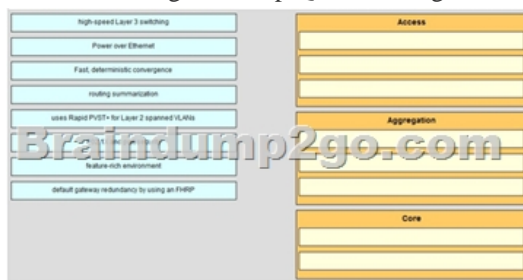 high-speed Layer 3 switching
Power over Ethernet
Fast, deterministic convergence
routing summarization
uses Rapid PVST+ for Layer 2 spanned VLANs
feature-rich environment
default gateway redundancy by using an FHRP
Access
Aggregation
Core
Braindump2go.com